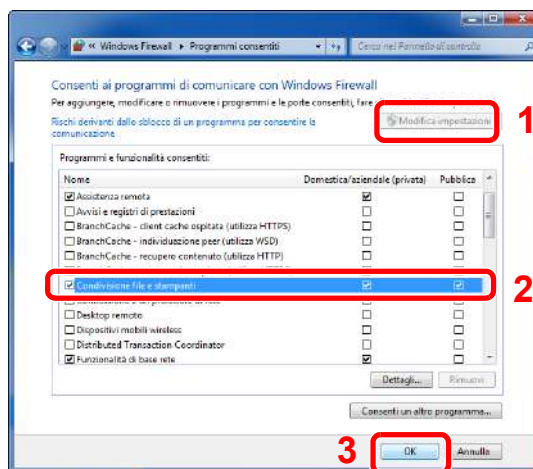 « Windows Firewall ▸ Programmi consentiti
Cerca nel Pannello di controllo
Consenti ai programmi di comunicare con Windows Firewall
Per aggiungere, modificare o rimuovere i programmi e le porte consentiti, fare
Rischi derivanti dallo sblocco di un programma per consentire la
comunicazione
Modifica impostazioni
1
Programmi e funzionalità consentiti:
Nome Domestica/aziendale (privata) Pubblica
Assistenza remota
Avvisi e registri di prestazioni
BranchCache - client cache ospitata (utilizza HTTPS)
BranchCache - individuazione peer (utilizza WSD)
BranchCache - recupero contenuto (utilizza HTTP)
Condivisione file e stampanti
2
Desktop remoto
Dispositivi mobili wireless
Distributed Transaction Coordinator
Funzionalità di base rete
Dettagli... Rimuovi
Consenti un altro programma...
3
OK Annulla